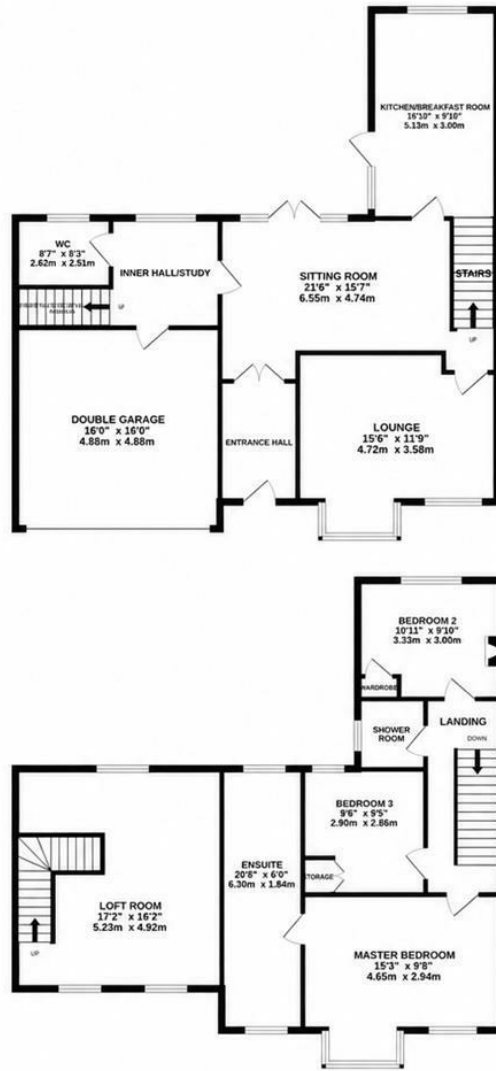 KITCHEN/BREAKFAST ROOM
16'10" x 9'10"
5.13m x 3.00m
WC
8'7" x 8'3"
2.62m x 2.51m
INNER HALL/STUDY
SITTING ROOM
21'6" x 15'7"
6.55m x 4.74m
STAIRS
UP
UP
DOUBLE GARAGE
16'0" x 16'0"
4.88m x 4.88m
ENTRANCE HALL
LOUNGE
15'6" x 11'9"
4.72m x 3.58m
BEDROOM 2
10'11" x 9'10"
3.33m x 3.00m
WARDROBE
SHOWER
ROOM
LANDING
DOWN
BEDROOM 3
9'6" x 9'5"
2.90m x 2.86m
STORAGE
ENSUITE
20'8" x 6'0"
6.30m x 1.84m
LOFT ROOM
17'2" x 16'2"
5.23m x 4.92m
UP
MASTER BEDROOM
15'3" x 9'8"
4.65m x 2.94m